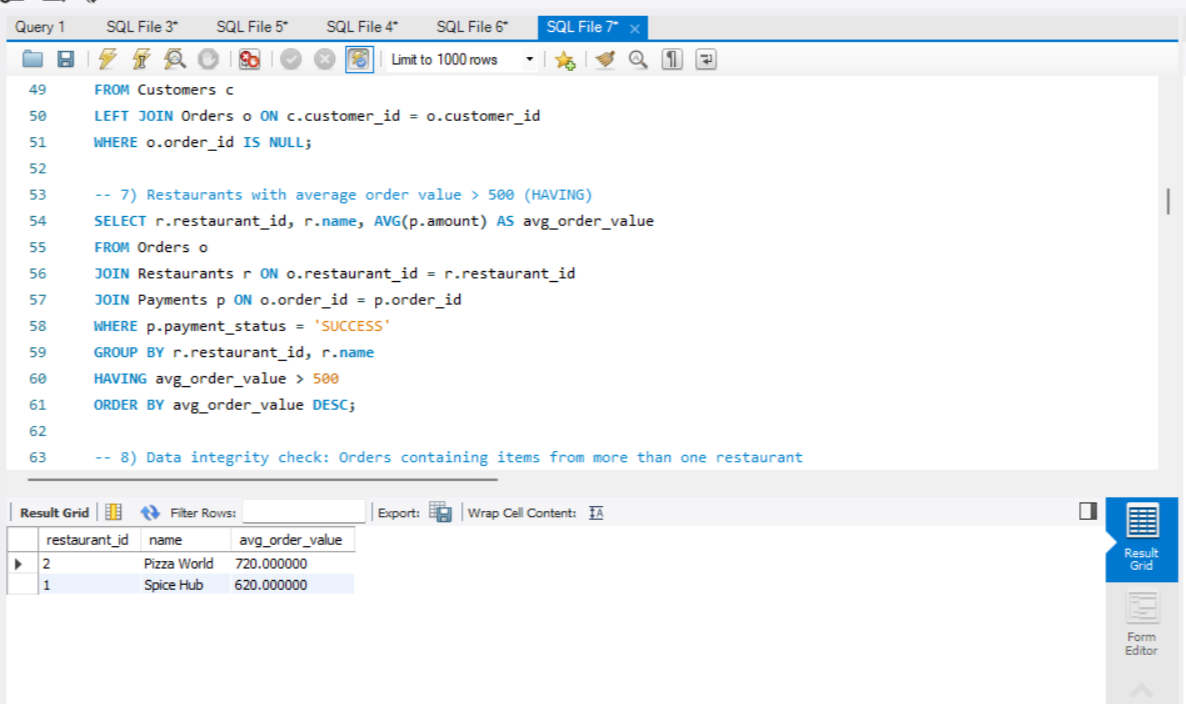 Query 1 SQL File 3* SQL File 5* SQL File 4* SQL File 6* SQL File 7* ×
Limit to 1000 rows
49 FROM Customers c
50 LEFT JOIN Orders o ON c.customer_id = o.customer_id
51 WHERE o.order_id IS NULL;
52
53 -- 7) Restaurants with average order value > 500 (HAVING)
54 SELECT r.restaurant_id, r.name, AVG(p.amount) AS avg_order_value
55 FROM Orders o
56 JOIN Restaurants r ON o.restaurant_id = r.restaurant_id
57 JOIN Payments p ON o.order_id = p.order_id
58 WHERE p.payment_status = 'SUCCESS'
59 GROUP BY r.restaurant_id, r.name
60 HAVING avg_order_value > 500
61 ORDER BY avg_order_value DESC;
62
63 -- 8) Data integrity check: Orders containing items from more than one restaurant
Result Grid Filter Rows: Export: Wrap Cell Content:
restaurant_id name avg_order_value
2 Pizza World 720.000000
1 Spice Hub 620.000000
Result
Grid
Form
Editor